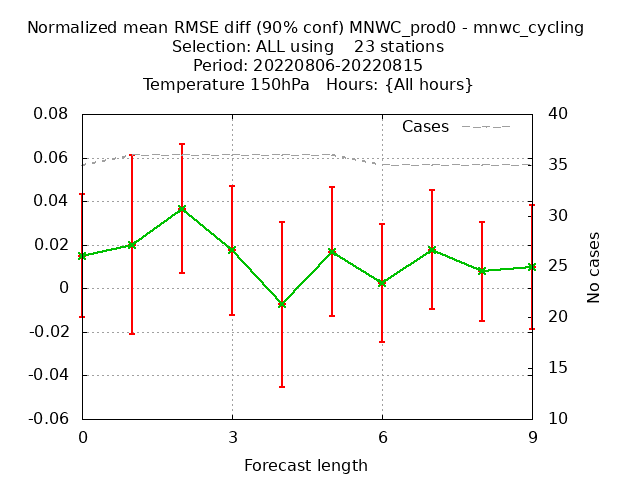 Normalized mean RMSE diff (90% conf) MNWC_prod0 - mnwc_cycling
Selection: ALL using    23 stations
Period: 20220806-20220815
Temperature 150hPa   Hours: {All hours}
0.08
0.06
0.04
0.02
0
-0.02
-0.04
-0.06
Cases
40
35
30
25
20
15
10
No cases
0
3
6
9
Forecast length